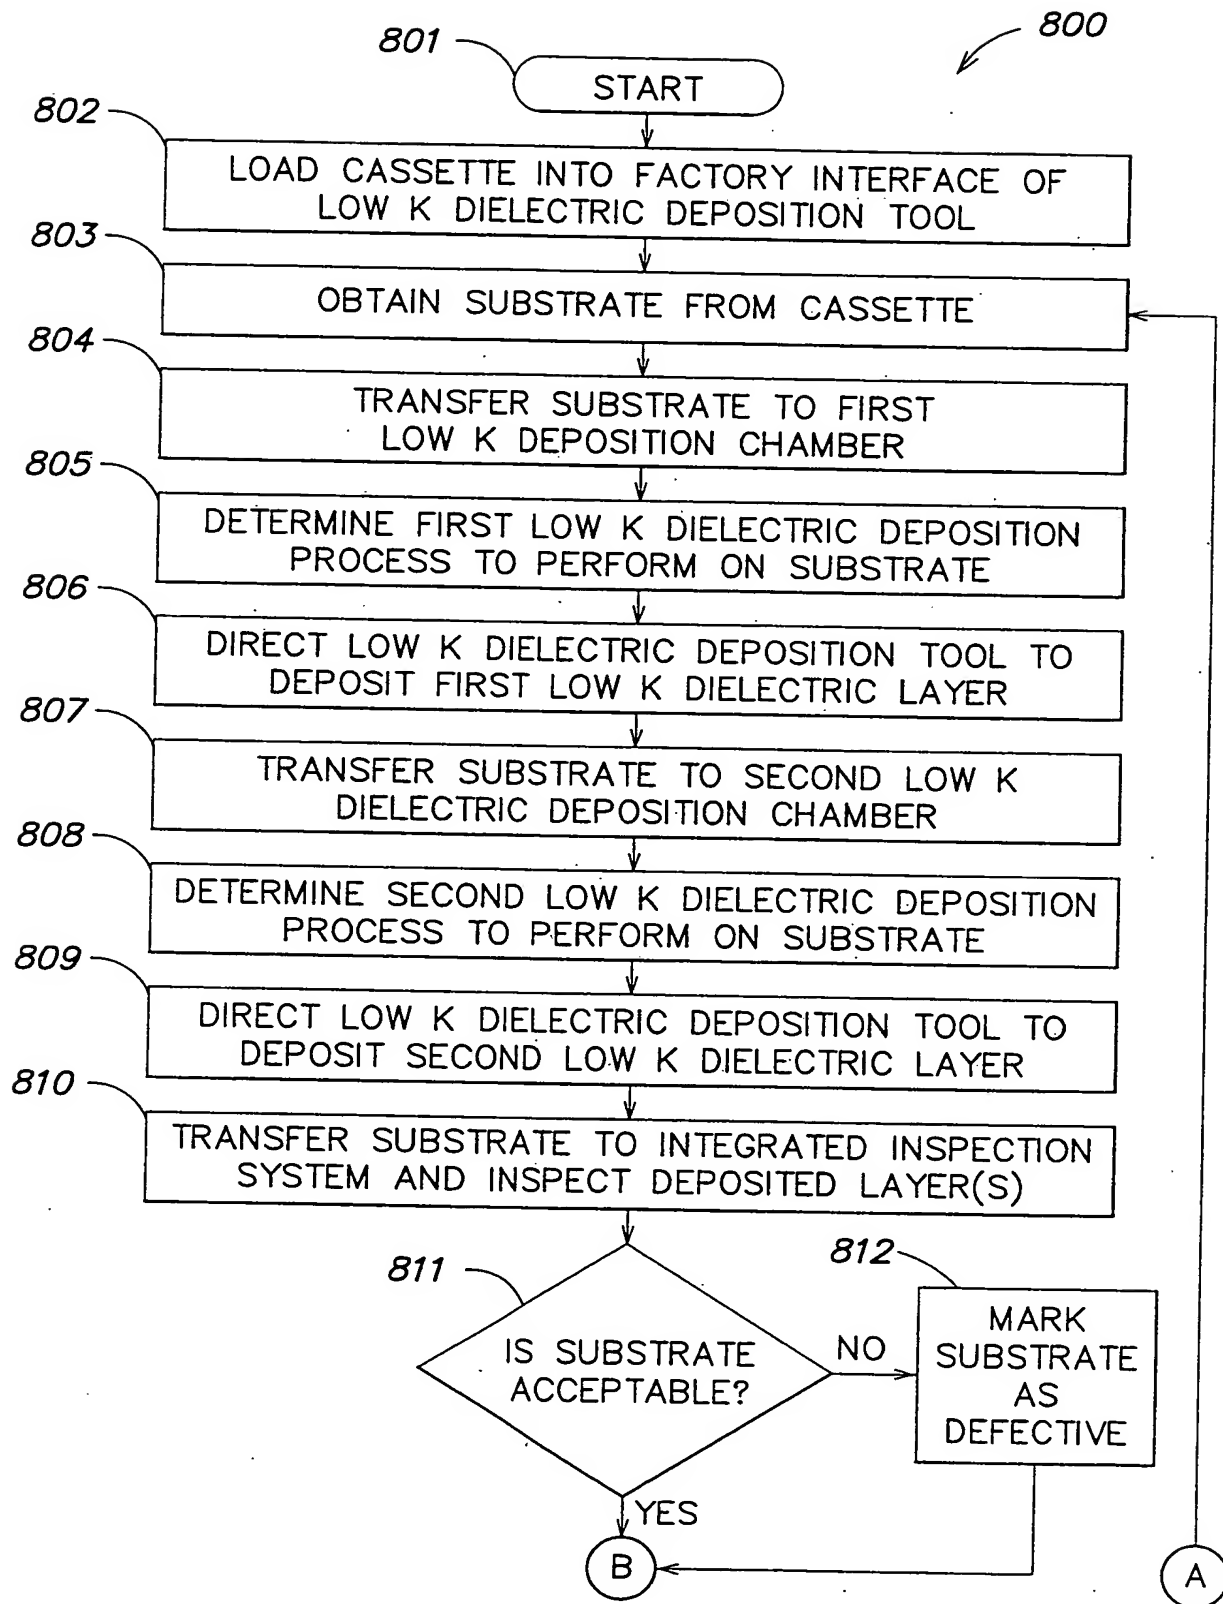 800
801
START
802
LOAD CASSETTE INTO FACTORY INTERFACE OF
LOW K DIELECTRIC DEPOSITION TOOL
803
OBTAIN SUBSTRATE FROM CASSETTE
804
TRANSFER SUBSTRATE TO FIRST
LOW K DEPOSITION CHAMBER
805
DETERMINE FIRST LOW K DIELECTRIC DEPOSITION
PROCESS TO PERFORM ON SUBSTRATE
806
DIRECT LOW K DIELECTRIC DEPOSITION TOOL TO
DEPOSIT FIRST LOW K DIELECTRIC LAYER
807
TRANSFER SUBSTRATE TO SECOND LOW K
DIELECTRIC DEPOSITION CHAMBER
808
DETERMINE SECOND LOW K DIELECTRIC DEPOSITION
PROCESS TO PERFORM ON SUBSTRATE
809
DIRECT LOW K DIELECTRIC DEPOSITION TOOL TO
DEPOSIT SECOND LOW K DIELECTRIC LAYER
810
TRANSFER SUBSTRATE TO INTEGRATED INSPECTION
SYSTEM AND INSPECT DEPOSITED LAYER(S)
811
IS SUBSTRATE
ACCEPTABLE?
NO
812
MARK
SUBSTRATE
AS
DEFECTIVE
YES
B
A